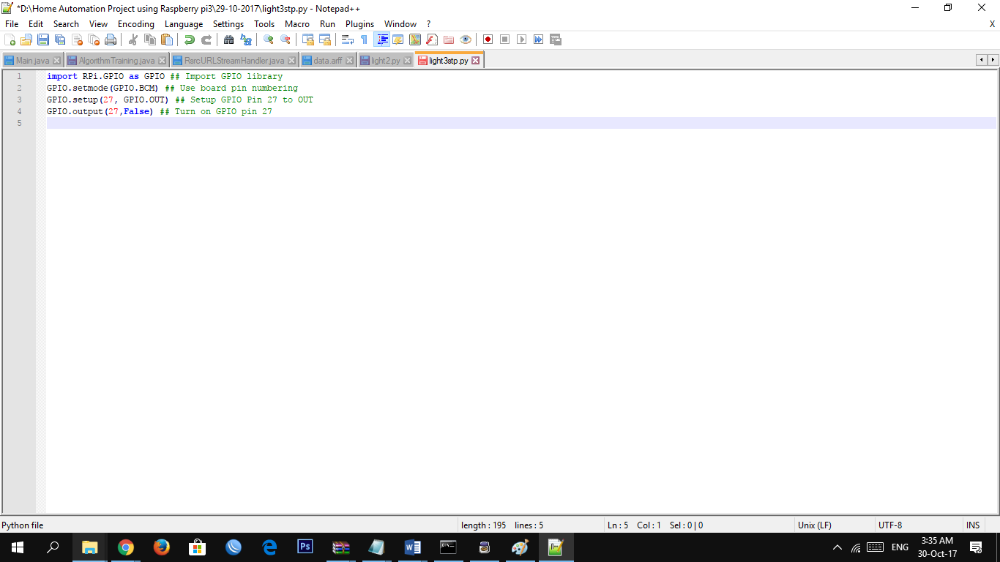 *D:\Home Automation Project using Raspberry pi3\29-10-2017\light3stp.py - Notepad++
File Edit Search View Encoding Language Settings Tools Macro Run Plugins Window ? X
Main.java AlgorithmTraining.java RsrcURLStreamHandler.java data.arff light2.py light3stp.py
1 import RPi.GPIO as GPIO ## Import GPIO library
2 GPIO.setmode(GPIO.BCM) ## Use board pin numbering
3 GPIO.setup(27, GPIO.OUT) ## Setup GPIO Pin 27 to OUT
4 GPIO.output(27,False) ## Turn on GPIO pin 27
5
Python file length : 195 lines : 5 Ln : 5 Col : 1 Sel : 0 | 0 Unix (LF) UTF-8 INS
Ps W ENG 3:35 AM
30-Oct-17